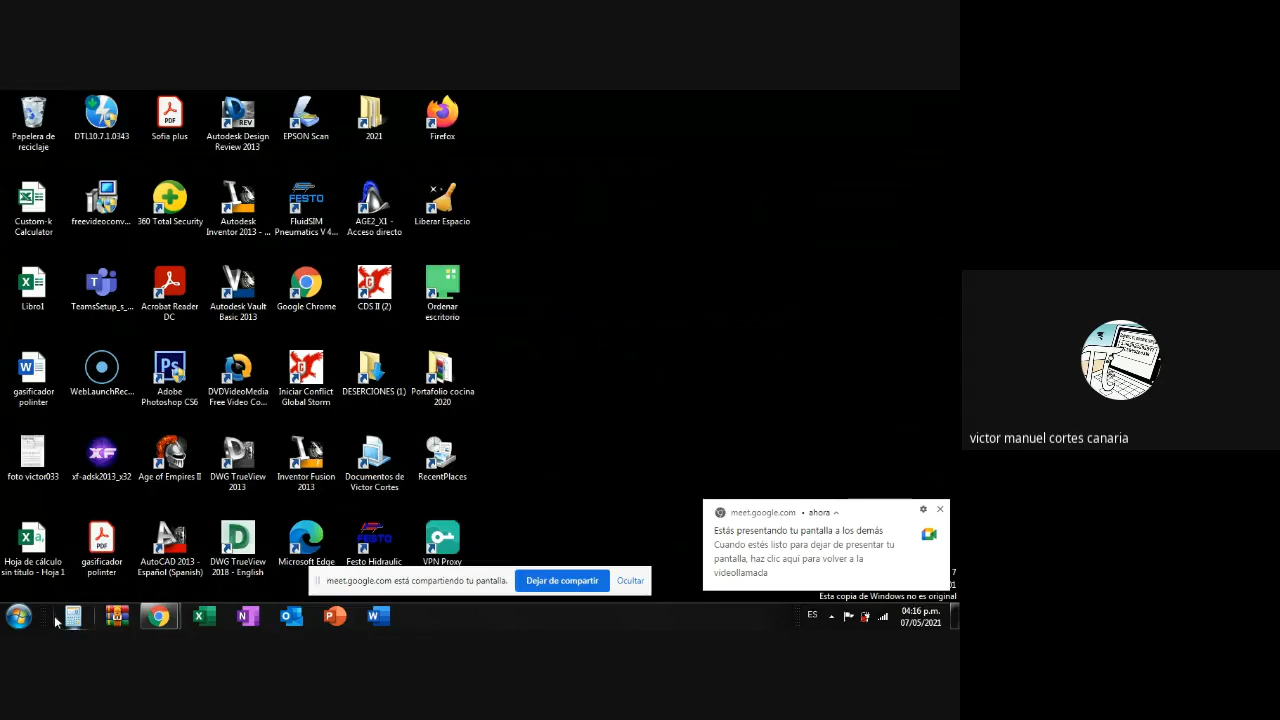 Papelera de
reciclaje
DTL10.7.1.0343
Sofia plus
Autodesk Design
Review 2013
EPSON Scan
2021
Firefox
Custom-k
Calculator
freevideoconv...
360 Total Security
Autodesk
Inventor 2013 - ...
FluidSIM
Pneumatics V 4...
AGE2_X1 -
Acceso directo
Liberar Espacio
Libro1
TeamsSetup_s_...
Acrobat Reader
DC
Autodesk Vault
Basic 2013
Google Chrome
CDS II (2)
Ordenar
escritorio
gasificador
polinter
WebLaunchRec...
Adobe
Photoshop CS6
DVDVideoMedia
Free Video Co...
Iniciar Conflict
Global Storm
DESERCIONES (1)
Portafolio cocina
2020
foto victor033
xf-adsk2013_x32
Age of Empires II
DWG TrueView
2013
Inventor Fusion
2013
Documentos de
Victor Cortes
RecentPlaces
Hoja de cálculo
sin titulo - Hoja 1
gasificador
polinter
AutoCAD 2013 -
Español (Spanish)
DWG TrueView
2018 - English
Microsoft Edge
Festo Hidraulic
VPN Proxy
meet.google.com está compartiendo tu pantalla.
Dejar de compartir
Ocultar
meet.google.com • ahora
Estás presentando tu pantalla a los demás
Cuando estés listo para dejar de presentar tu
pantalla, haz clic aquí para volver a la
videollamada
Esta copia de Windows no es original
ES
04:16 p.m.
07/05/2021
victor manuel cortes canaria